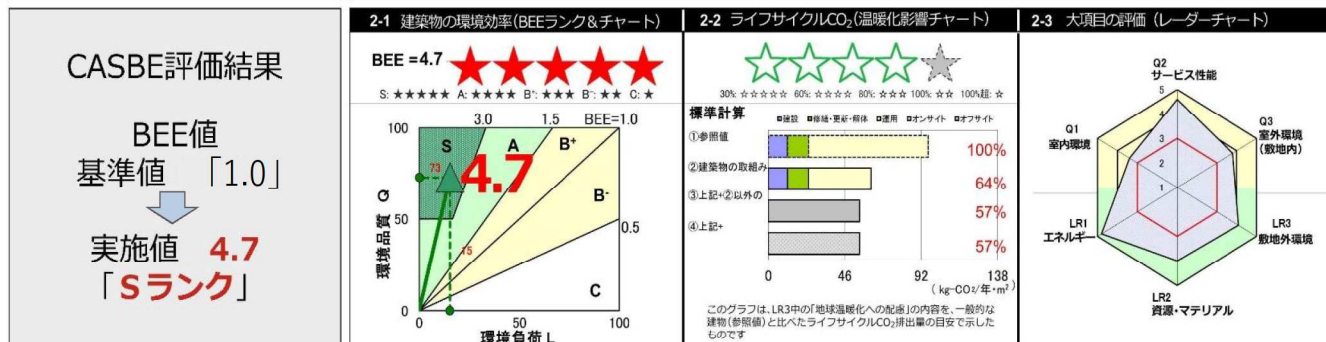 CASBE評価結果
BEE値
基準値 「1.0」
実施値 4.7
「Sランク」
2-1 建築物の環境効率(BEEランク&チャート)
BEE =4.7
S: ★★★★★ A: ★★★★ B⁺: ★★★ B⁻: ★★ C: ★
3.0 1.5 BEE=1.0
100
S A B⁺
73
4.7
B⁻
50
0.5
15
C
0
0 50 100
環境品質 Q
環境負荷 L
2-2 ライフサイクルCO₂(温暖化影響チャート)
30%: ☆☆☆☆☆ 60%: ☆☆☆☆ 80%: ☆☆☆ 100%: ☆☆ 100%超: ☆
標準計算
■建設 ■修繕・更新・解体 ■運用 ■オンサイト ■オフサイト
①参照値
100%
②建築物の取組み
64%
③上記+②以外の
57%
④上記+
57%
0 46 92 138
( kg-CO₂/年・m² )
このグラフは、LR3中の「地球温暖化への配慮」の内容を、一般的な
建物(参照値)と比べたライフサイクルCO₂排出量の目安で示した
ものです
2-3 大項目の評価 (レーダーチャート)
Q2
サービス性能
5
4
3
2
1
Q1
室内環境
Q3
室外環境
(敷地内)
LR1
エネルギー
LR3
敷地外環境
LR2
資源・マテリアル